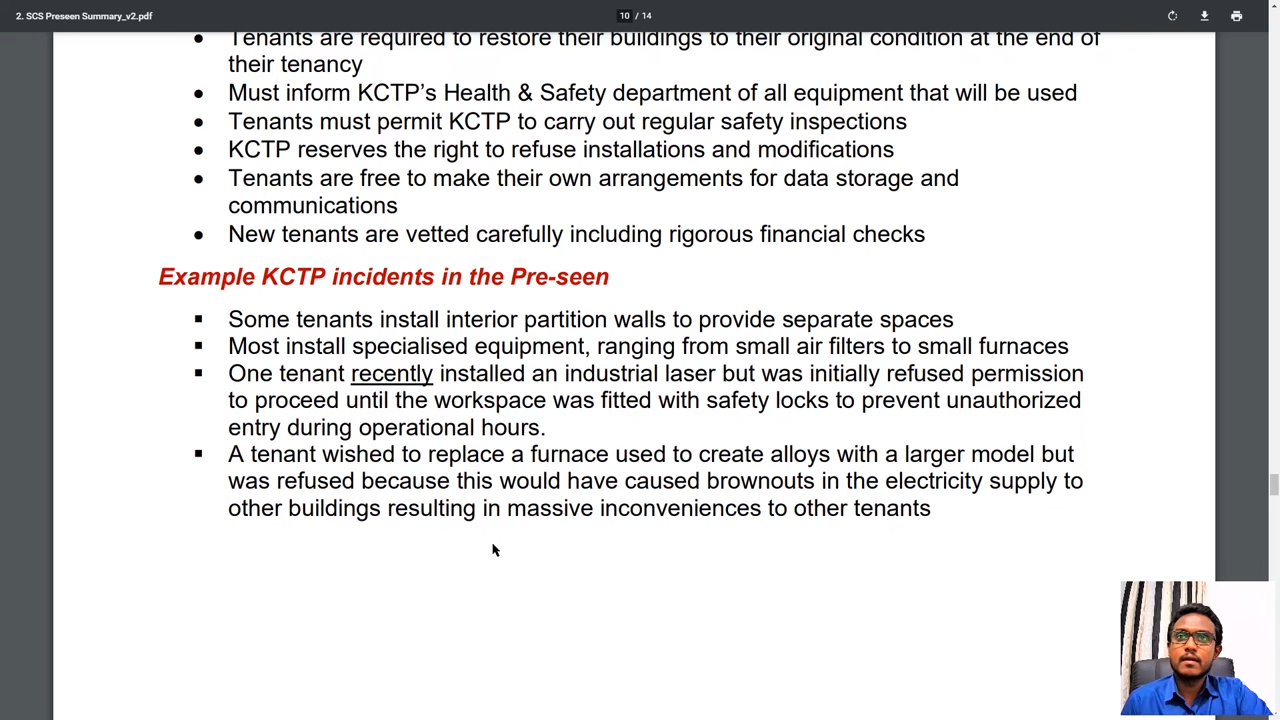 2. SCS Preseen Summary_v2.pdf
10 / 14
Tenants are required to restore their buildings to their original condition at the end of
their tenancy
• Must inform KCTP’s Health & Safety department of all equipment that will be used
• Tenants must permit KCTP to carry out regular safety inspections
• KCTP reserves the right to refuse installations and modifications
• Tenants are free to make their own arrangements for data storage and
communications
• New tenants are vetted carefully including rigorous financial checks
Example KCTP incidents in the Pre-seen
▪ Some tenants install interior partition walls to provide separate spaces
▪ Most install specialised equipment, ranging from small air filters to small furnaces
▪ One tenant recently installed an industrial laser but was initially refused permission
to proceed until the workspace was fitted with safety locks to prevent unauthorized
entry during operational hours.
▪ A tenant wished to replace a furnace used to create alloys with a larger model but
was refused because this would have caused brownouts in the electricity supply to
other buildings resulting in massive inconveniences to other tenants